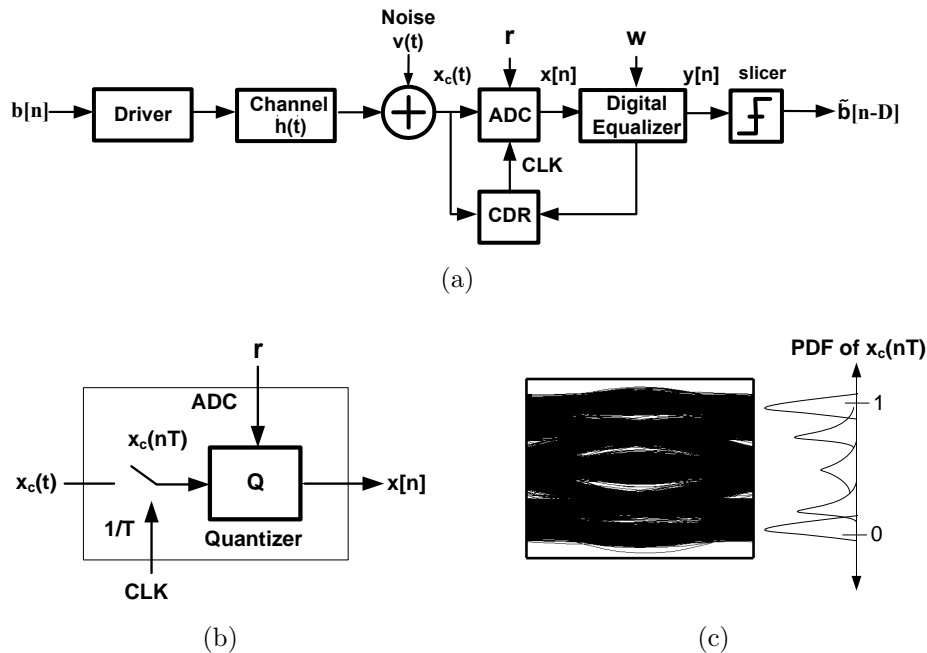 Noise
v(t)
b[n]
Driver
Channel
h(t)
x_c(t)
r
ADC
x[n]
w
Digital
Equalizer
y[n]
slicer
b̃[n-D]
CLK
CDR
(a)
r
ADC
x_c(t)
x_c(nT)
Q
x[n]
1/T
Quantizer
CLK
(b)
PDF of x_c(nT)
1
0
(c)